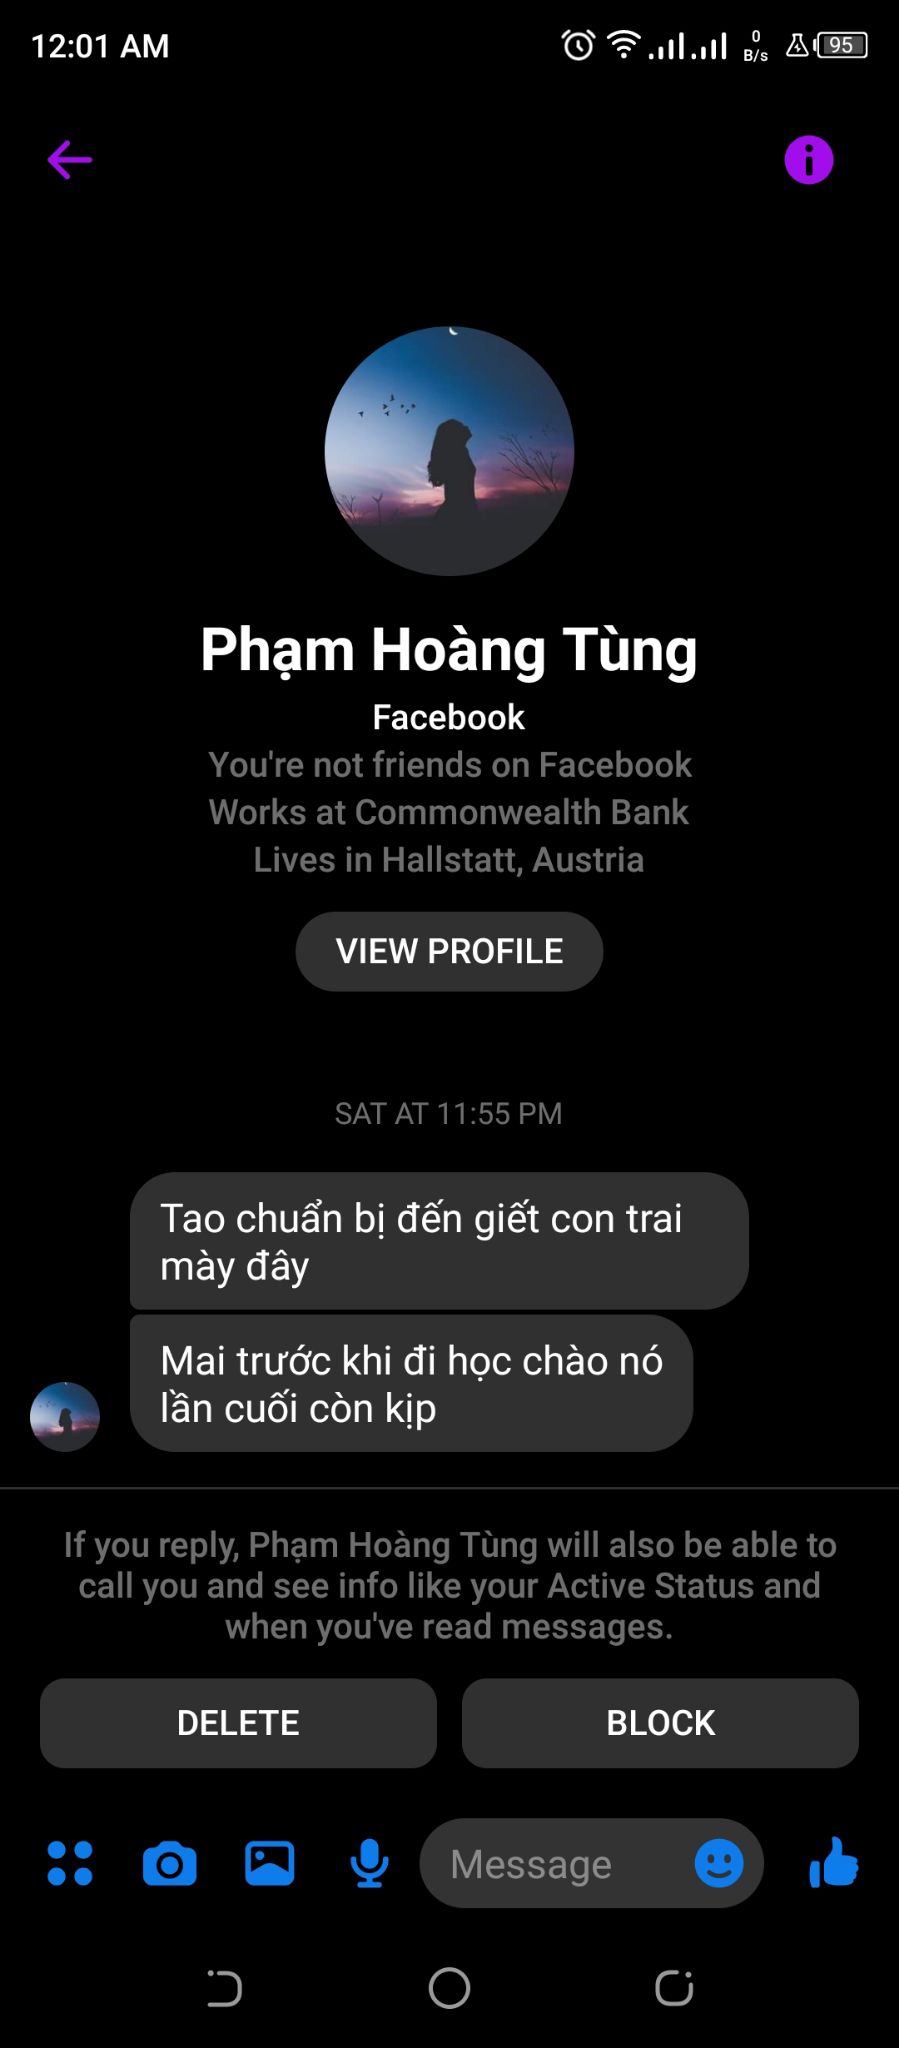 12:01 AM
0
B/s
95
Phạm Hoàng Tùng
Facebook
You're not friends on Facebook
Works at Commonwealth Bank
Lives in Hallstatt, Austria
VIEW PROFILE
SAT AT 11:55 PM
Tao chuẩn bị đến giết con trai
mày đây
Mai trước khi đi học chào nó
lần cuối còn kịp
If you reply, Phạm Hoàng Tùng will also be able to
call you and see info like your Active Status and
when you've read messages.
DELETE
BLOCK
Message